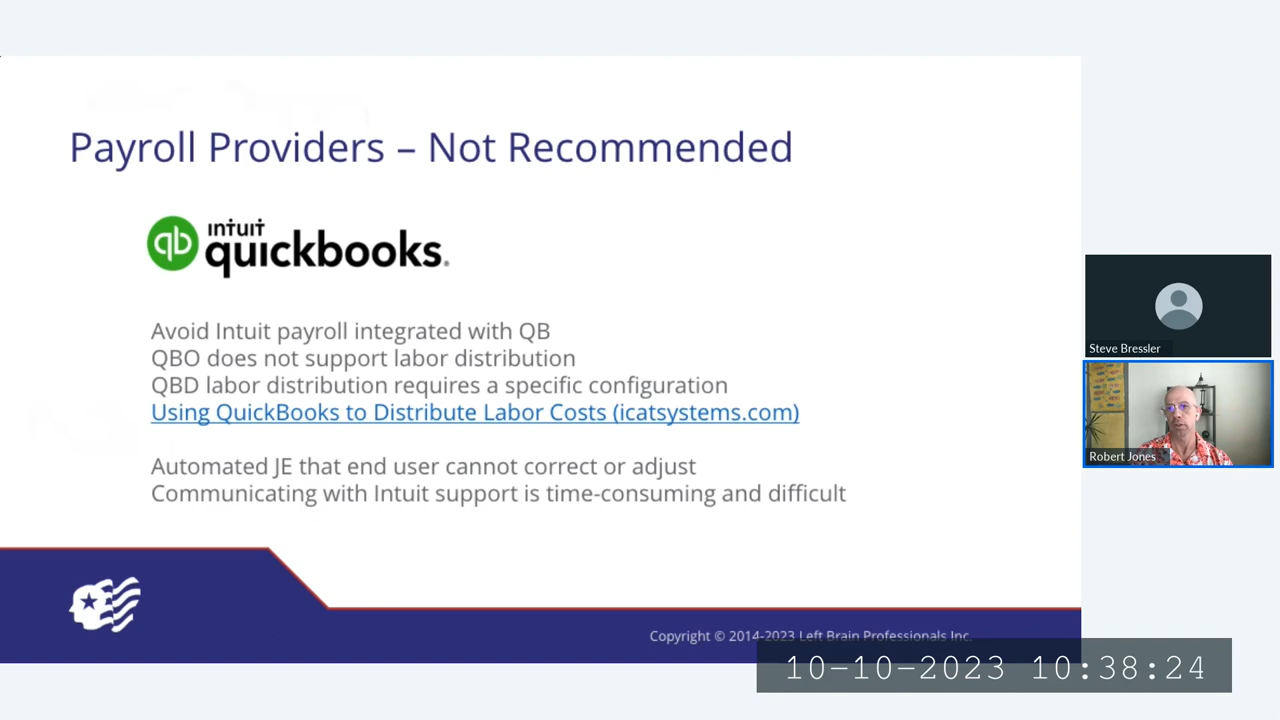 Payroll Providers – Not Recommended
qb
intuit
quickbooks.
Avoid Intuit payroll integrated with QB
QBO does not support labor distribution
QBD labor distribution requires a specific configuration
Using QuickBooks to Distribute Labor Costs (icatsystems.com)
Automated JE that end user cannot correct or adjust
Communicating with Intuit support is time-consuming and difficult
Steve Bressler
Robert Jones
Copyright © 2014-2023 Left Brain Professionals Inc.
10-10-2023 10:38:24